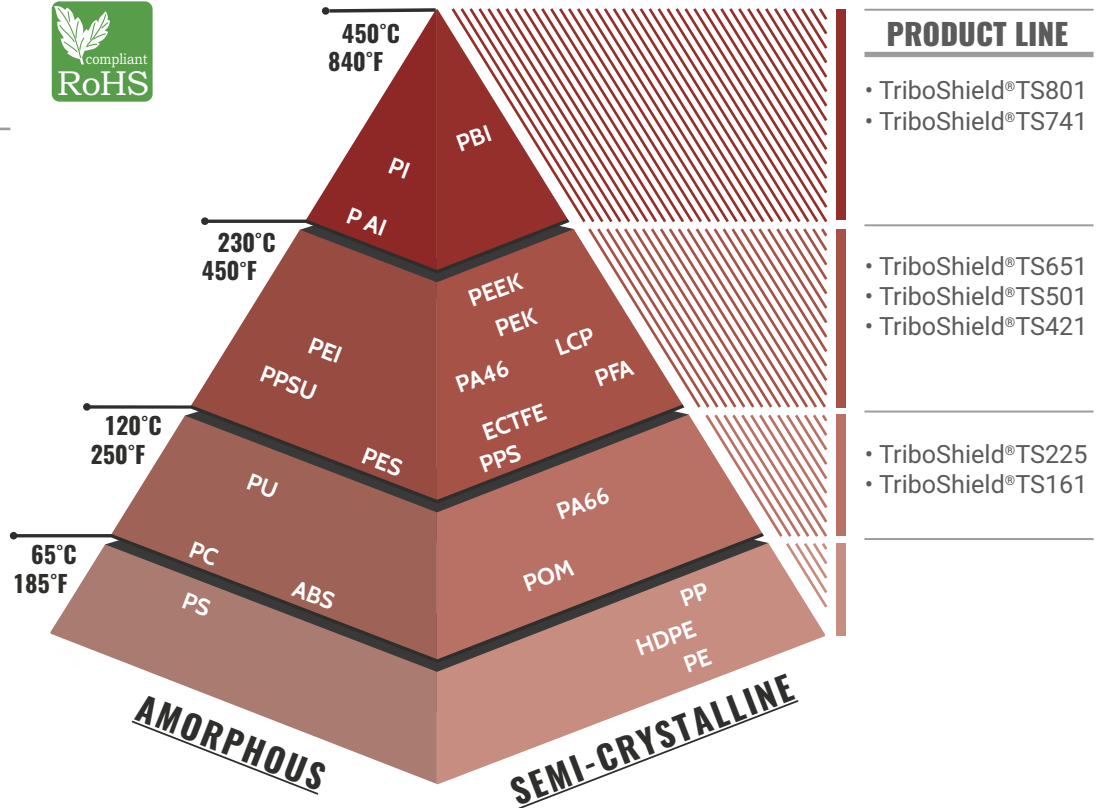 compliant
RoHS
450°C
840°F
PRODUCT LINE
• TriboShield®TS801
• TriboShield®TS741
PBI
PI
P AI
230°C
450°F
• TriboShield®TS651
• TriboShield®TS501
• TriboShield®TS421
PEEK
PEK
LCP
PEI
PA46
PFA
PPSU
ECTFE
PES
PPS
120°C
250°F
• TriboShield®TS225
• TriboShield®TS161
PU
PA66
PC
POM
ABS
65°C
185°F
PS
PP
HDPE
PE
AMORPHOUS
SEMI-CRYSTALLINE